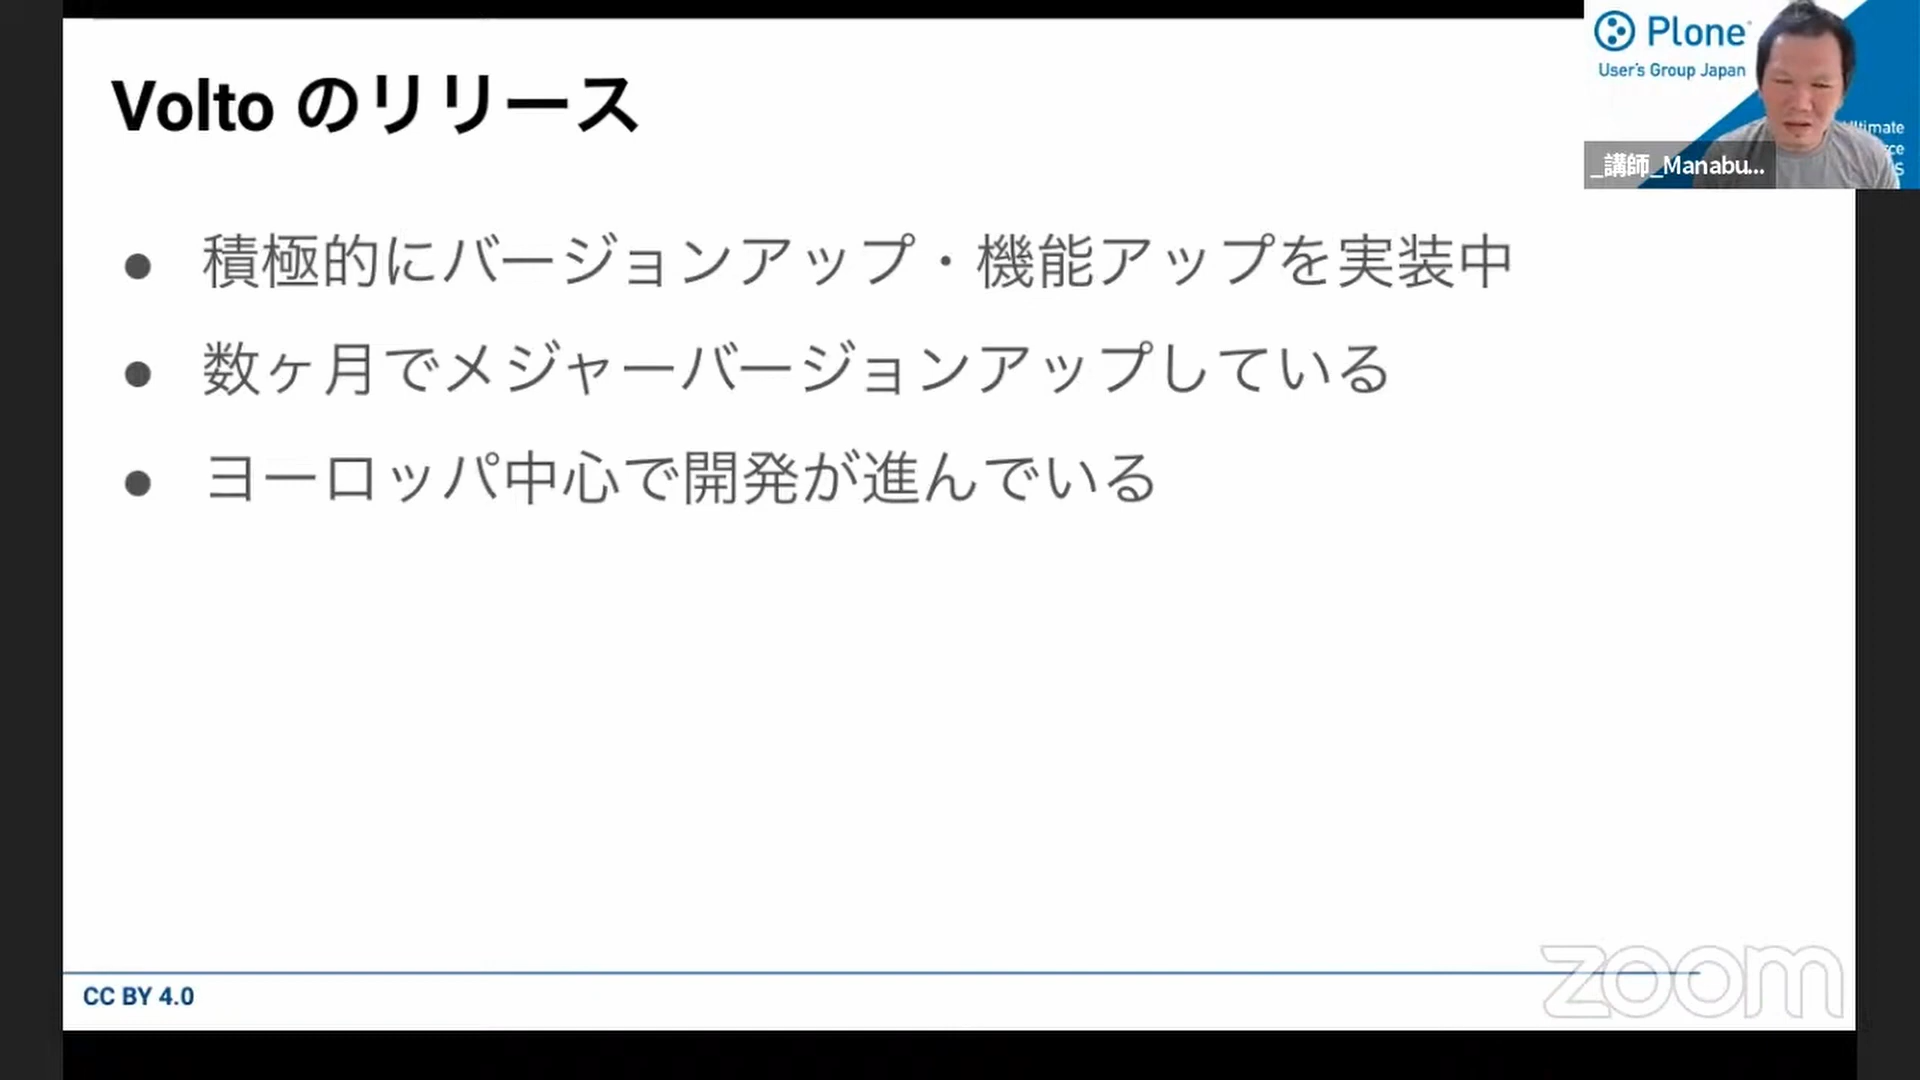 Volto のリリース
積極的にバージョンアップ・機能アップを実装中
数ヶ月でメジャーバージョンアップしている
ヨーロッパ中心で開発が進んでいる
CC BY 4.0
Plone
User's Group Japan
_講師_Manabu...
zoom